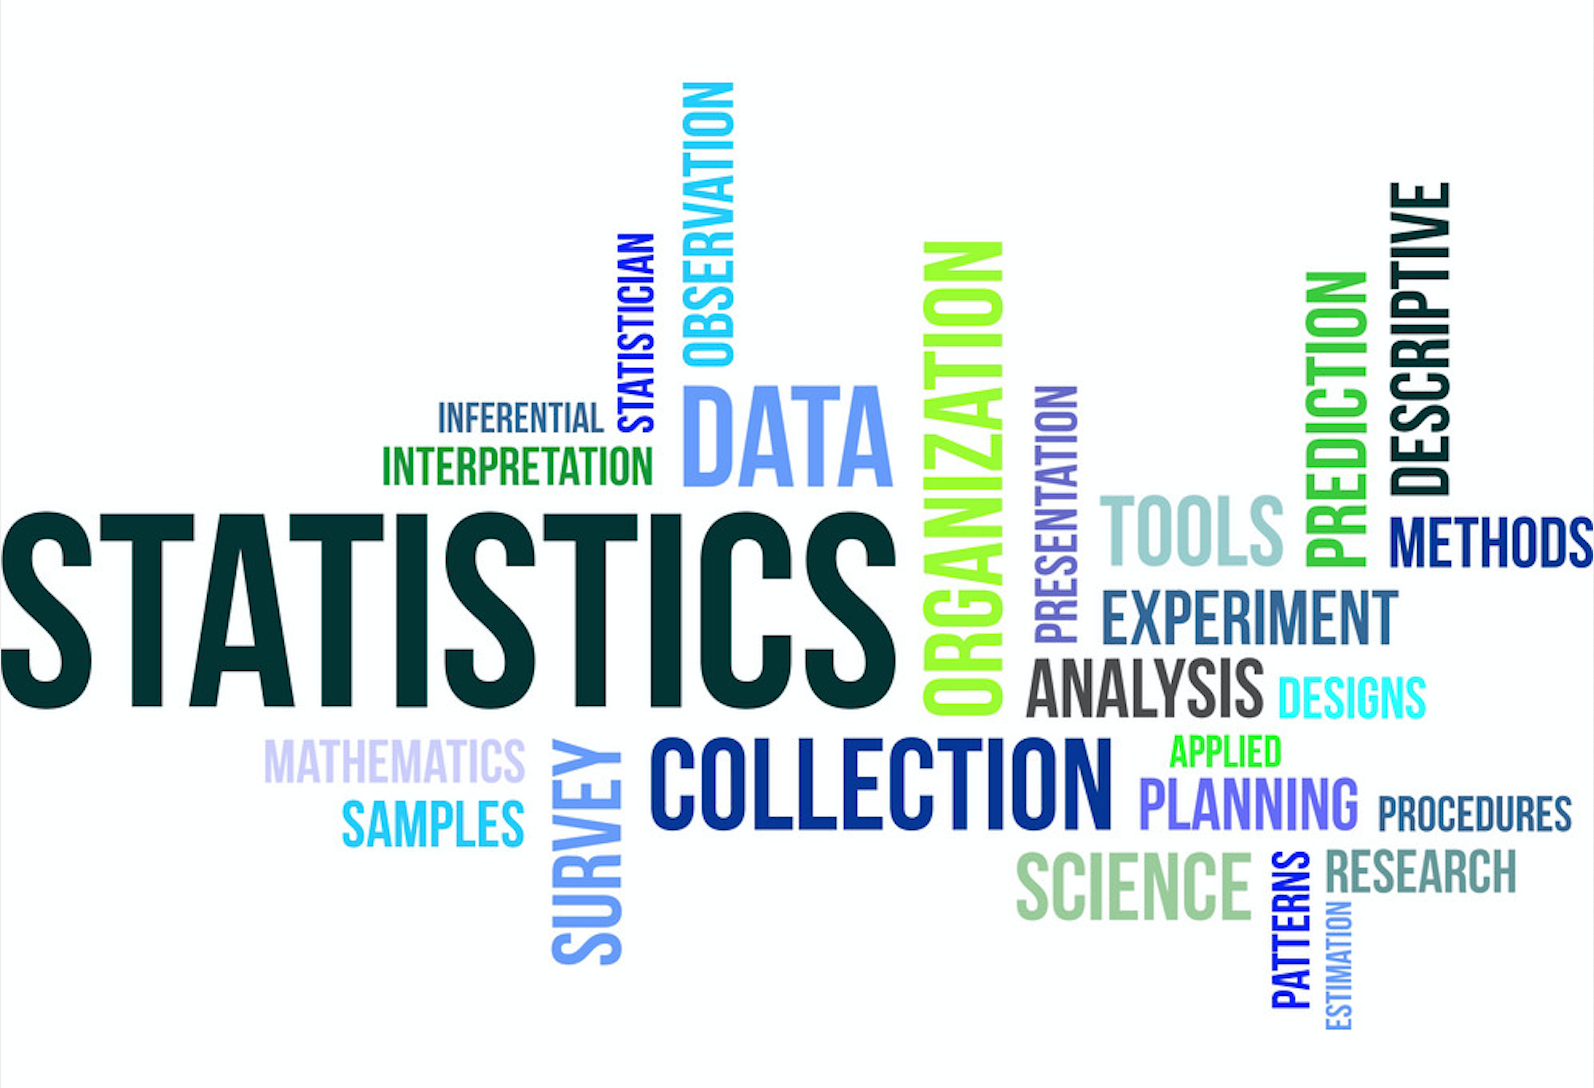 OBSERVATION
STATISTICIAN
INFERENTIAL
INTERPRETATION
DATA
ORGANIZATION
PRESENTATION
TOOLS
PREDICTION
DESCRIPTIVE
METHODS
EXPERIMENT
STATISTICS
ANALYSIS
DESIGNS
MATHEMATICS
SAMPLES
SURVEY
COLLECTION
APPLIED
PLANNING
PROCEDURES
SCIENCE
PATTERNS
RESEARCH
ESTIMATION